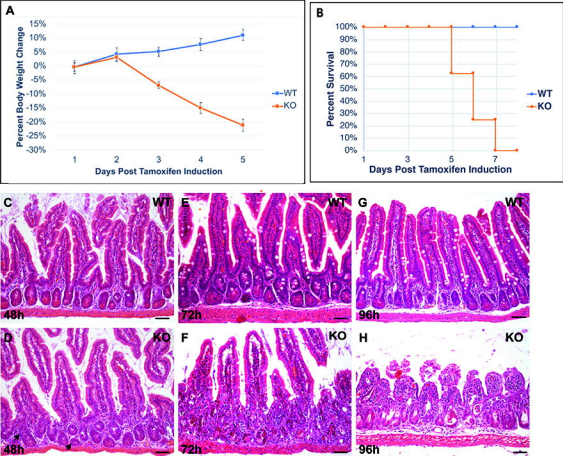 A
Percent Body Weight Change
15%
10%
5%
0%
-5%
-10%
-15%
-20%
-25%
-30%
1 2 3 4 5
Days Post Tamoxifen Induction
WT
KO
B
Percent Survival
100%
90%
80%
70%
60%
50%
40%
30%
20%
10%
0%
1 3 5 7
Days Post Tamoxifen Induction
WT
KO
C WT
48h
E WT
72h
G WT
96h
D KO
48h
F KO
72h
H KO
96h